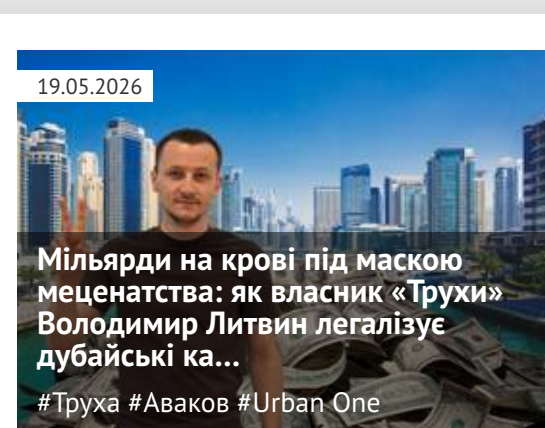 19.05.2026
Мільярди на крові під маскою
меценатства: як власник «Трухи»
Володимир Литвин легалізує
дубайські ка...
#Труха #Аваков #Urban One